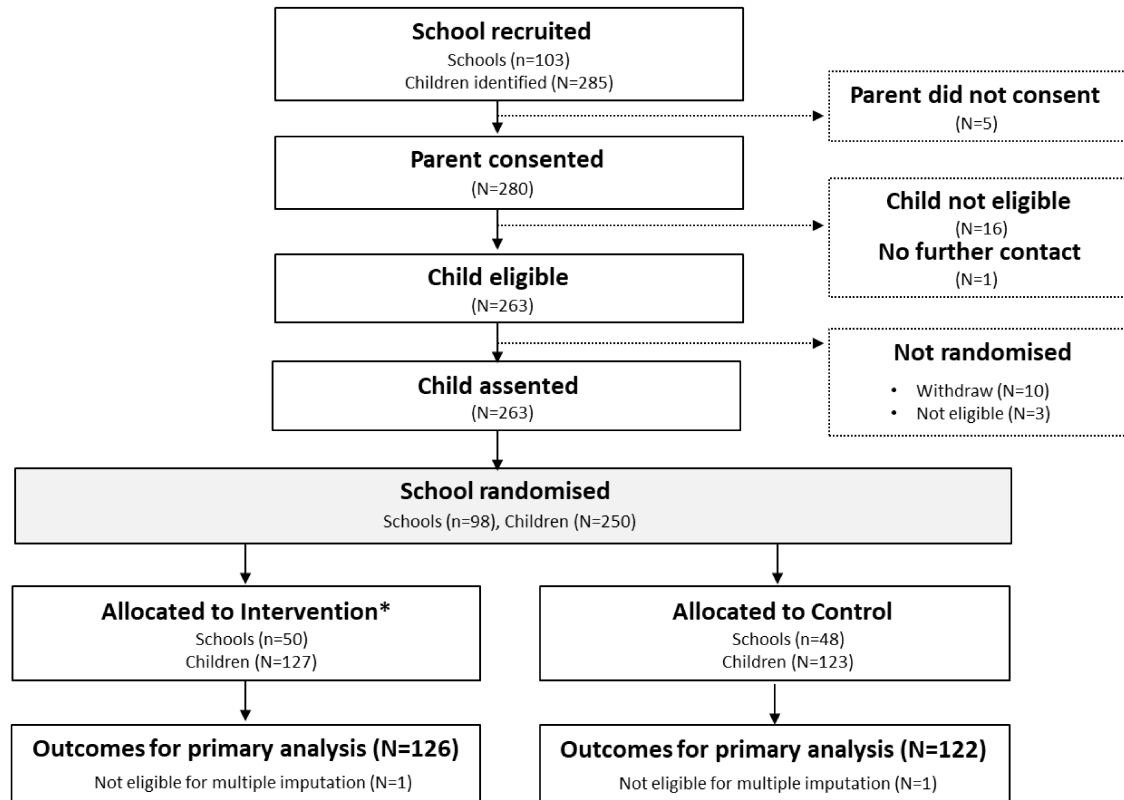 School recruited
Schools (n=103)
Children identified (N=285)
Parent did not consent
(N=5)
Parent consented
(N=280)
Child not eligible
(N=16)
No further contact
(N=1)
Child eligible
(N=263)
Not randomised
• Withdraw (N=10)
• Not eligible (N=3)
Child assented
(N=263)
School randomised
Schools (n=98), Children (N=250)
Allocated to Intervention*
Schools (n=50)
Children (N=127)
Allocated to Control
Schools (n=48)
Children (N=123)
Outcomes for primary analysis (N=126)
Not eligible for multiple imputation (N=1)
Outcomes for primary analysis (N=122)
Not eligible for multiple imputation (N=1)